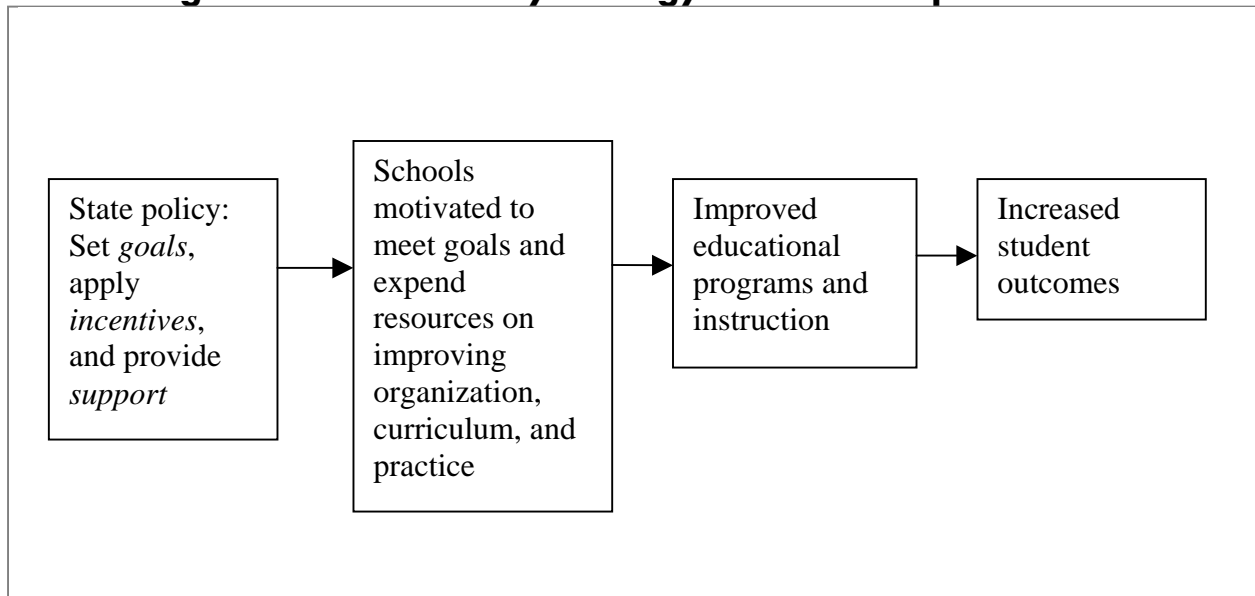 State policy:
Set goals,
apply
incentives,
and provide
support
Schools
motivated to
meet goals and
expend
resources on
improving
organization,
curriculum, and
practice
Improved
educational
programs and
instruction
Increased
student
outcomes